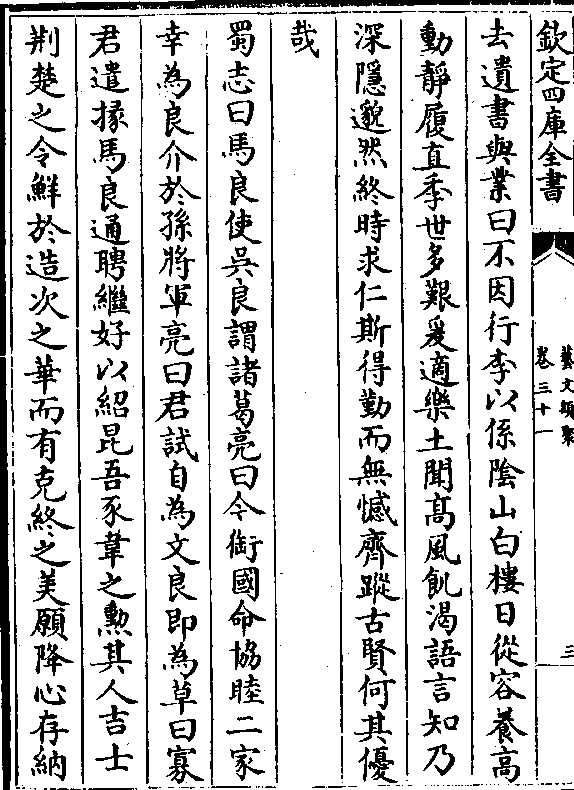 欽定四庫全書
藝文類聚
卷三十一
三
去遺書與業曰不因行李以係陰山白樓日從容養高
動靜履直季世多艱爰適樂土聞髙風飢渴語言知乃
深隱邈然終時求仁斯得勤而無憾齊蹤古賢何其優
哉
蜀志曰馬良使吳良謂諸葛亮曰今銜國命協睦二家
幸為良介於孫將軍亮曰君試自為文良即為草曰寡
君遣掾馬良通聘繼好以紹昆吾豕韋之勲其人吉士
荆楚之令鮮於造次之華而有克終之美願降心存納